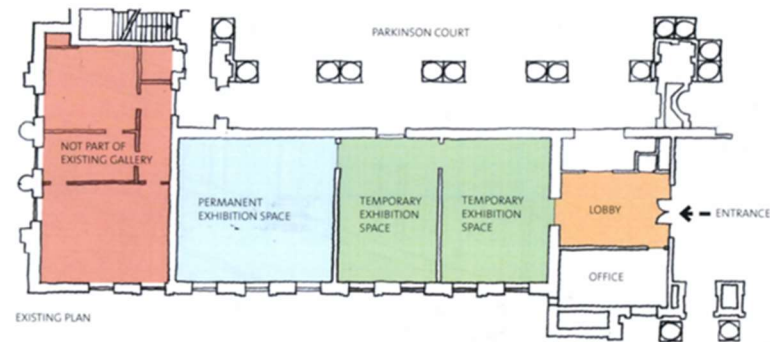 PARKINSON COURT
NOT PART OF
EXISTING GALLERY
PERMANENT
EXHIBITION SPACE
TEMPORARY
EXHIBITION
SPACE
TEMPORARY
EXHIBITION
SPACE
LOBBY
ENTRANCE
OFFICE
EXISTING PLAN